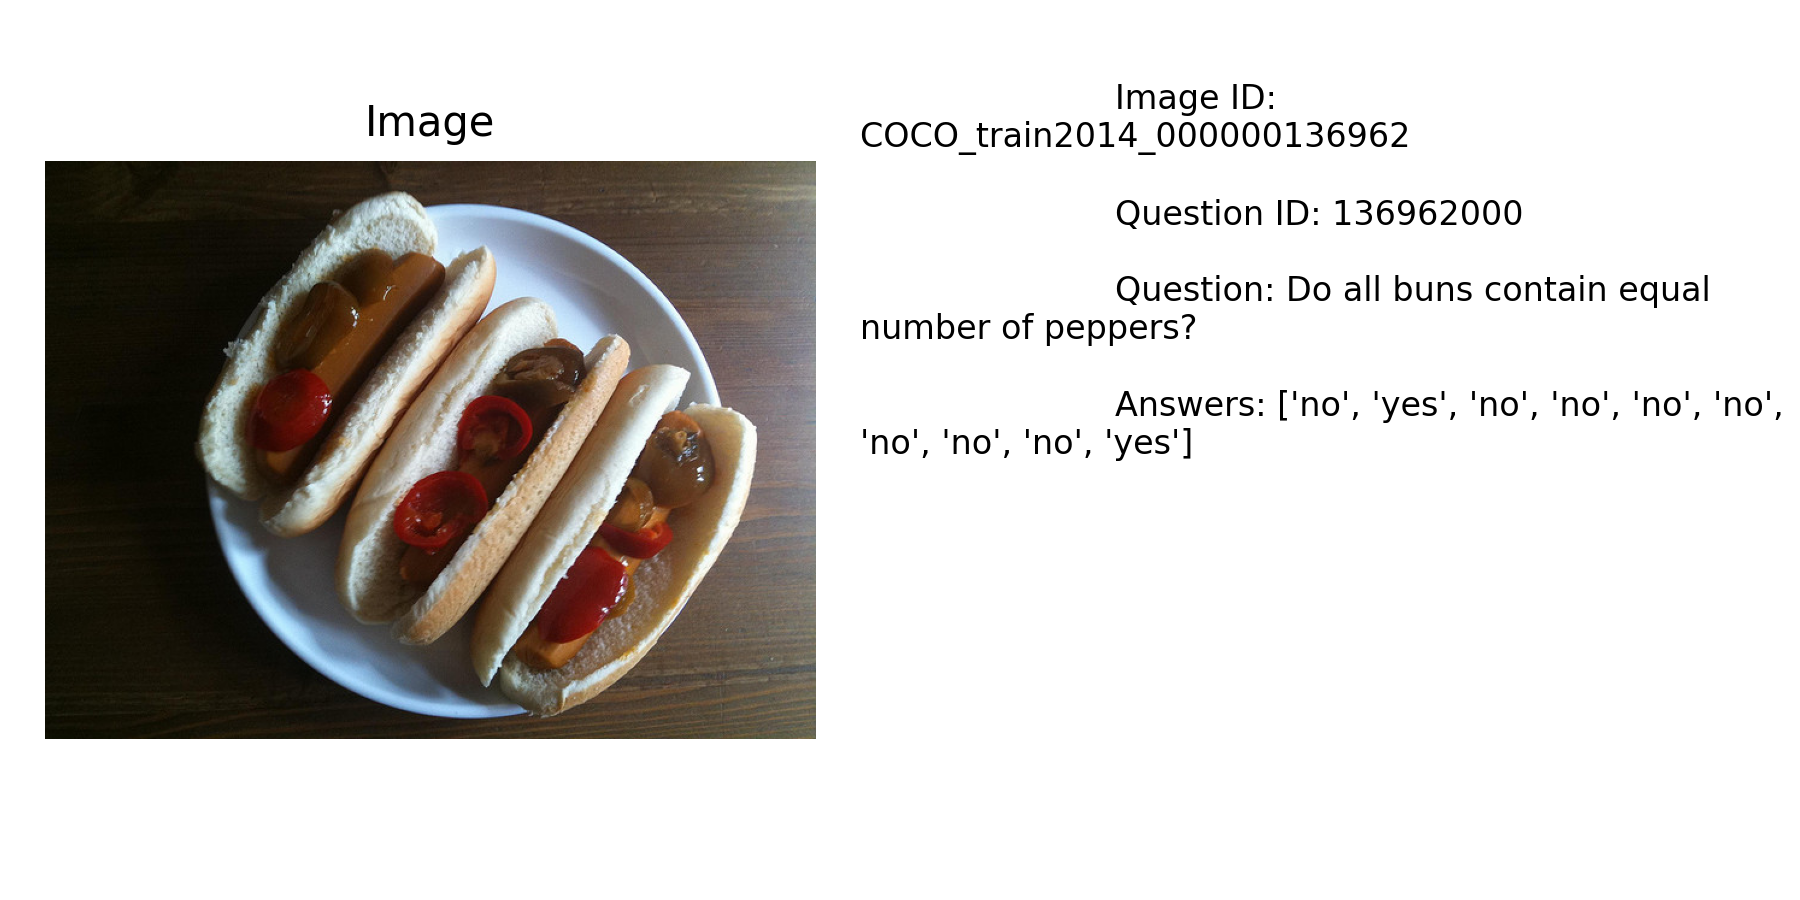 Image
Image ID:
COCO_train2014_000000136962
Question ID: 136962000
Question: Do all buns contain equal
number of peppers?
Answers: ['no', 'yes', 'no', 'no', 'no', 'no',
'no', 'no', 'no', 'yes']